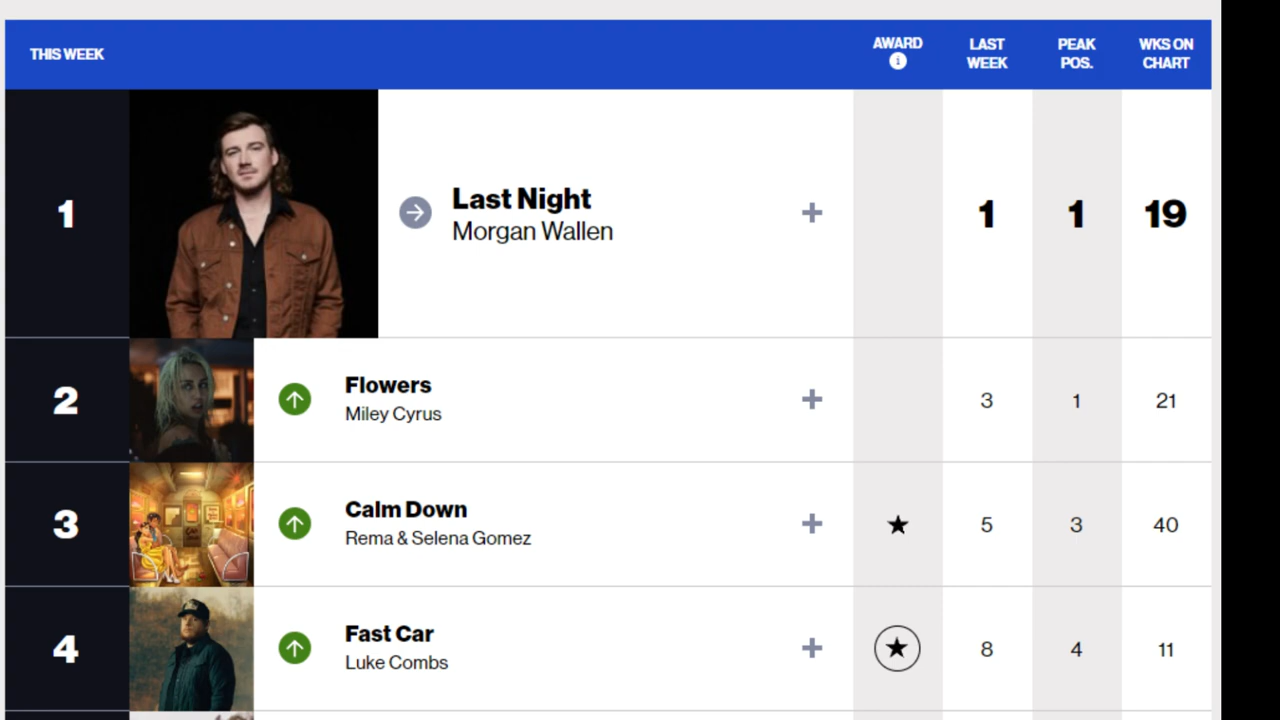 THIS WEEK
AWARD
i
LAST
WEEK
PEAK
POS.
WKS ON
CHART
1
Last Night
Morgan Wallen
+
1
1
19
2
Flowers
Miley Cyrus
+
3
1
21
3
Calm Down
Rema & Selena Gomez
+
5
3
40
4
Fast Car
Luke Combs
+
8
4
11